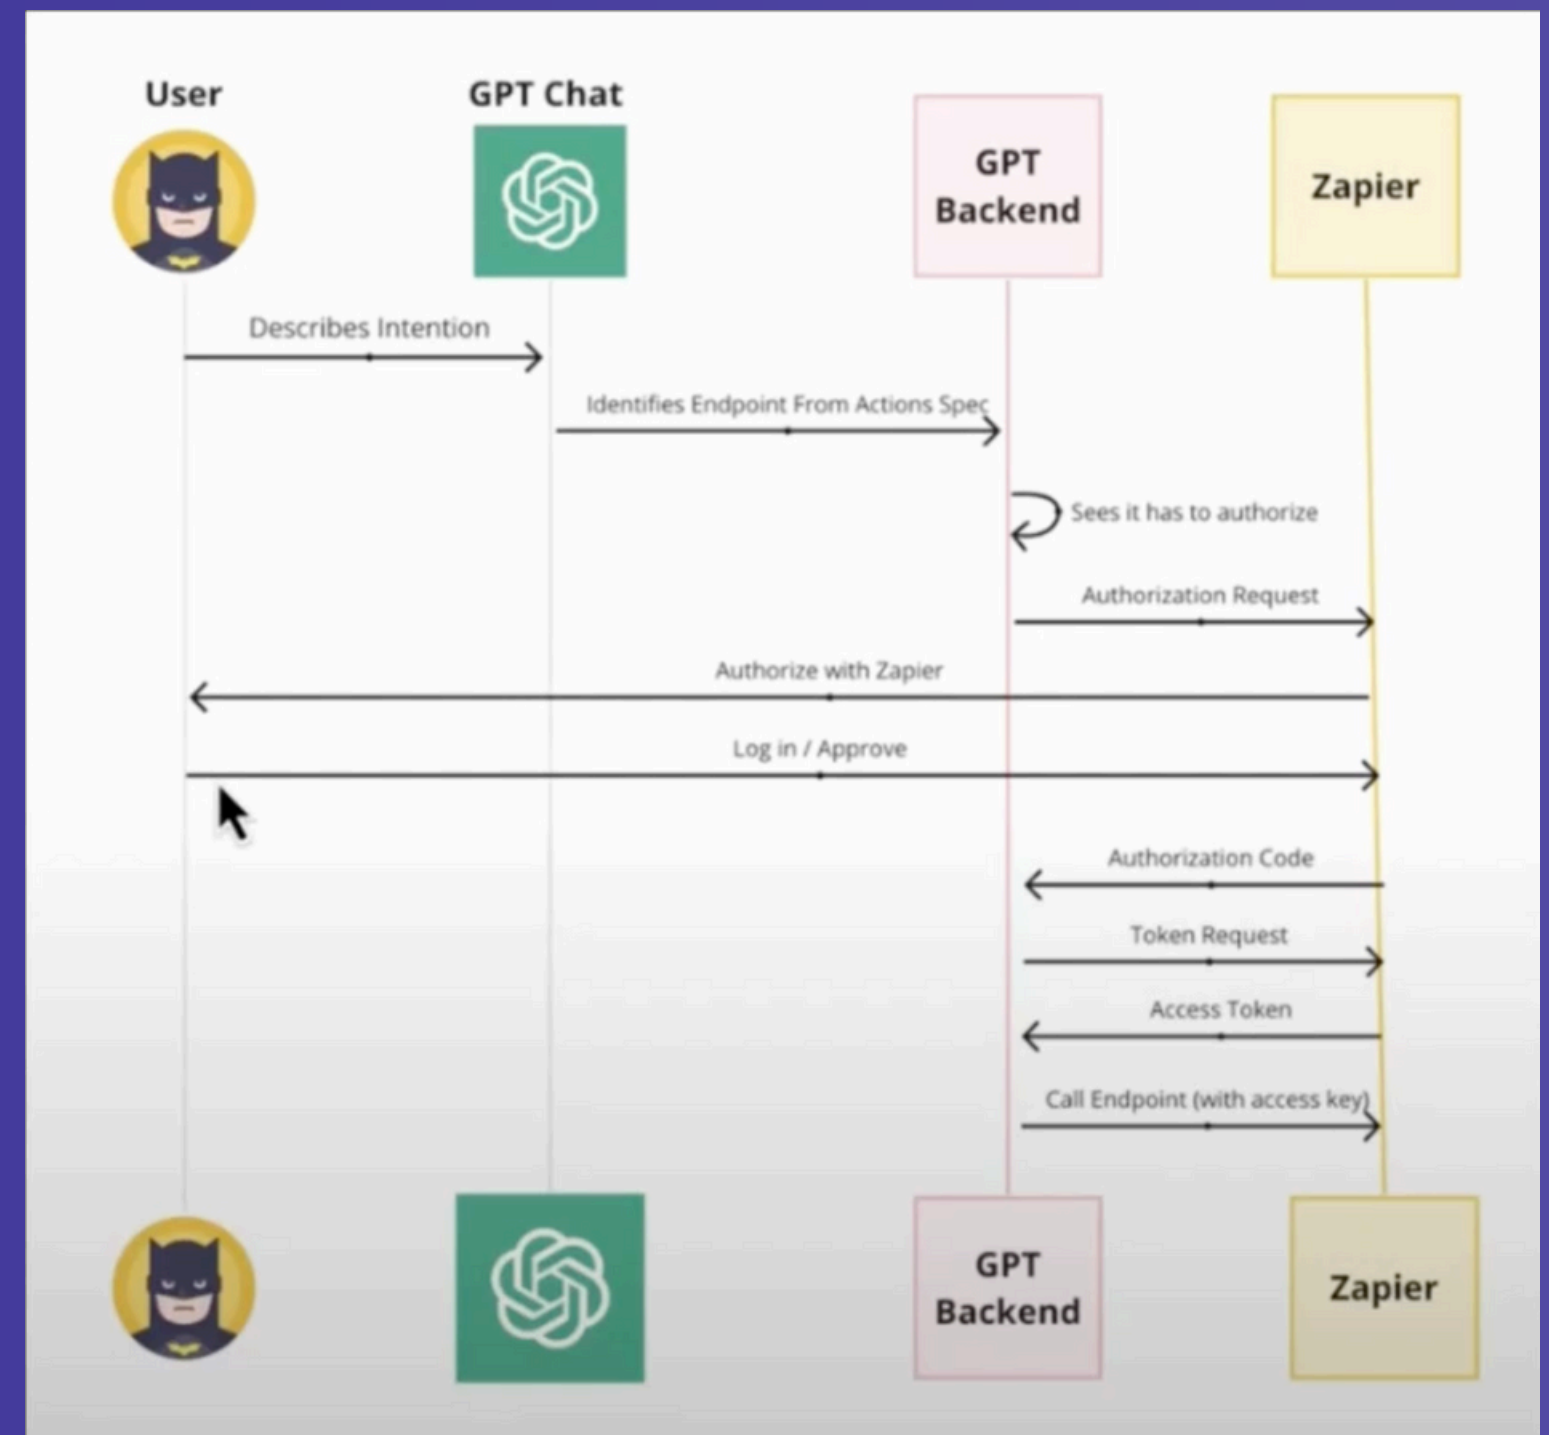 User
GPT Chat
GPT
Backend
Zapier
Describes Intention
Identifies Endpoint From Actions Spec
Sees it has to authorize
Authorization Request
Authorize with Zapier
Log in / Approve
Authorization Code
Token Request
Access Token
Call Endpoint (with access key)
GPT
Backend
Zapier